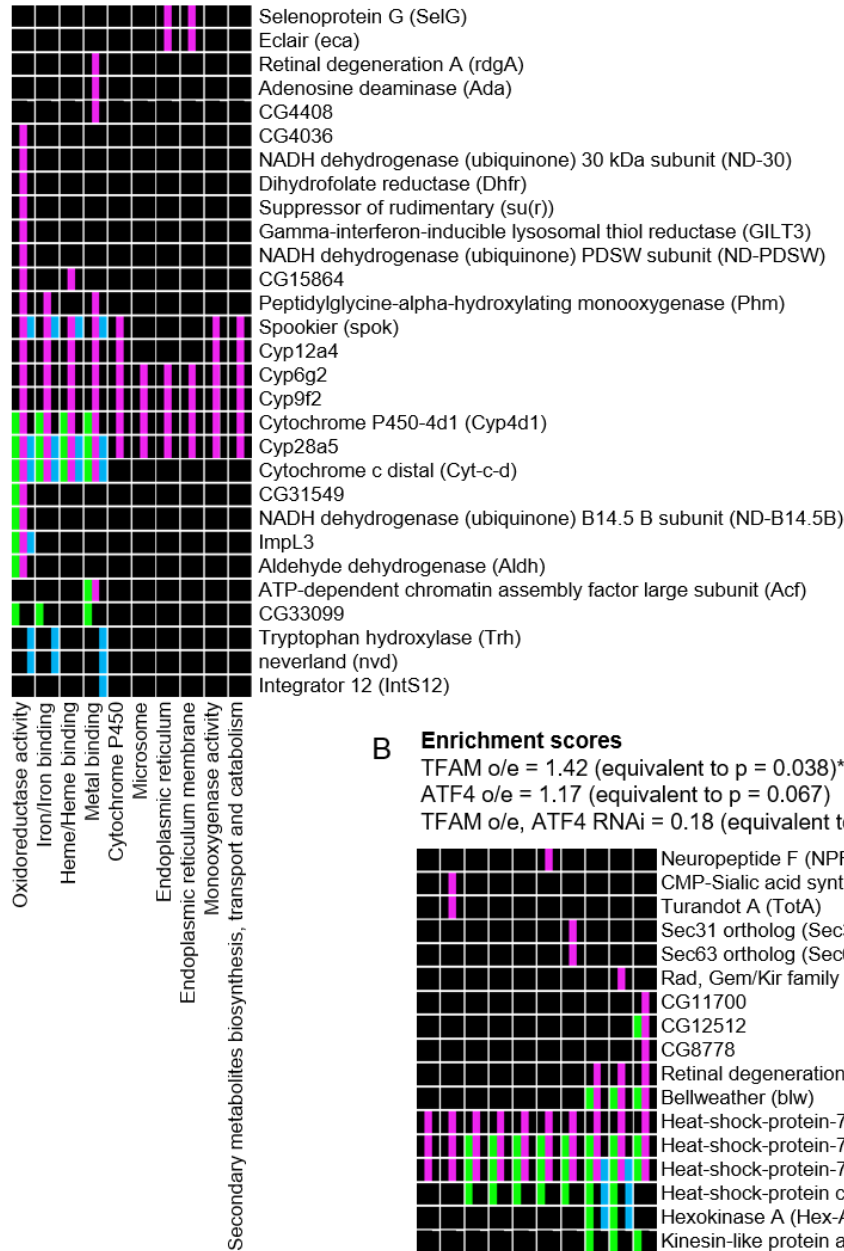 Selenoprotein G (SelG)
Eclair (eca)
Retinal degeneration A (rdgA)
Adenosine deaminase (Ada)
CG4408
CG4036
NADH dehydrogenase (ubiquinone) 30 kDa subunit (ND-30)
Dihydrofolate reductase (Dhfr)
Suppressor of rudimentary (su(r))
Gamma-interferon-inducible lysosomal thiol reductase (GILT3)
NADH dehydrogenase (ubiquinone) PDSW subunit (ND-PDSW)
CG15864
Peptidylglycine-alpha-hydroxylating monooxygenase (Phm)
Spookier (spok)
Cyp12a4
Cyp6g2
Cyp9f2
Cytochrome P450-4d1 (Cyp4d1)
Cyp28a5
Cytochrome c distal (Cyt-c-d)
CG31549
NADH dehydrogenase (ubiquinone) B14.5 B subunit (ND-B14.5B)
ImpL3
Aldehyde dehydrogenase (Aldh)
ATP-dependent chromatin assembly factor large subunit (Acf)
CG33099
Tryptophan hydroxylase (Trh)
neverland (nvd)
Integrator 12 (IntS12)
Oxidoreductase activity
Iron/Iron binding
Heme/Heme binding
Metal binding
Cytochrome P450
Microsome
Endoplasmic reticulum
Endoplasmic reticulum membrane
Monooxygenase activity
Secondary metabolites biosynthesis, transport and catabolism
B
Enrichment scores
TFAM o/e = 1.42 (equivalent to p = 0.038)*
ATF4 o/e = 1.17 (equivalent to p = 0.067)
TFAM o/e, ATF4 RNAi = 0.18 (equivalent
Neuropeptide F
CMP-Sialic acid
Turandot A (TotA)
Sec31 ortholog
Sec63 ortholog
Rad, Gem/Kir family
CG11700
CG12512
CG8778
Retinal degeneration
Bellweather (blw)
Heat-shock-protein-7
Heat-shock-protein-7
Heat-shock-protein-7
Heat-shock-protein
Hexokinase A
Kinesin-like protein